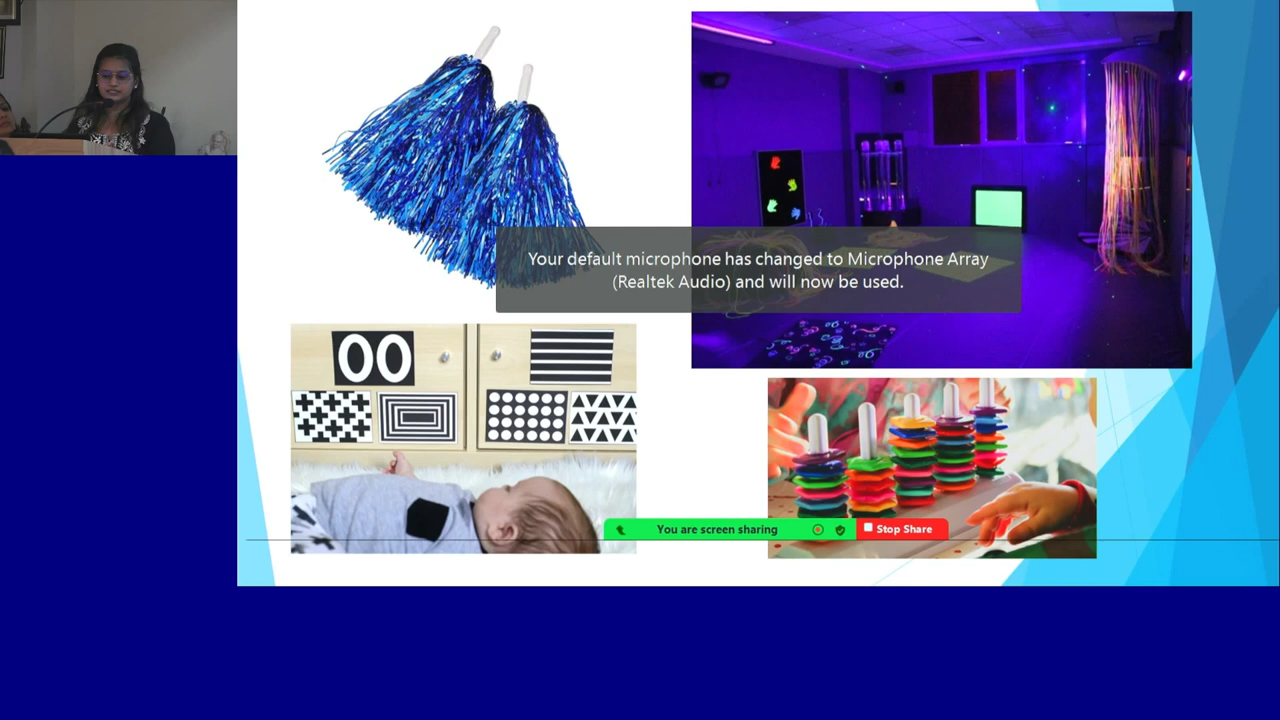 Your default microphone has changed to Microphone Array
(Realtek Audio) and will now be used.
You are screen sharing
Stop Share